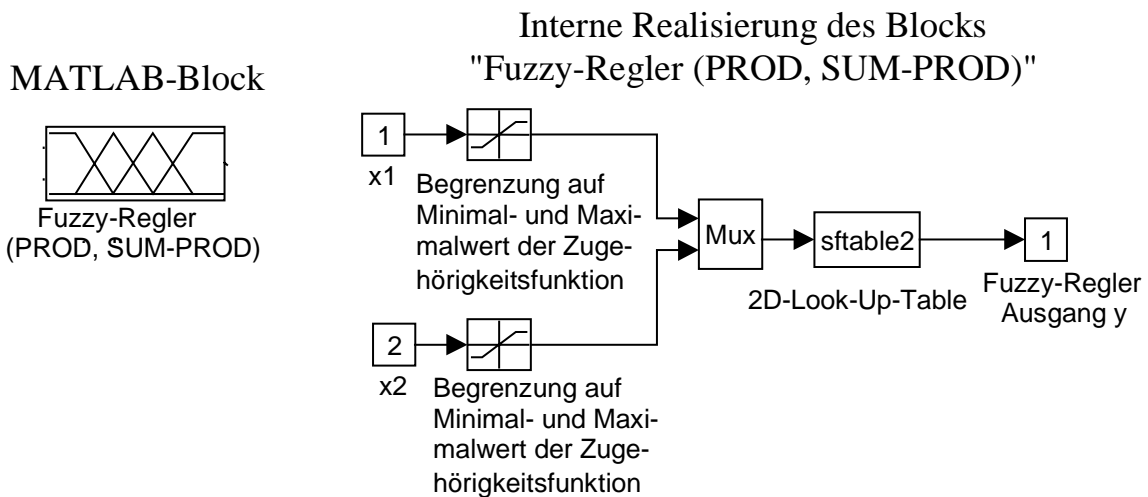 Interne Realisierung des Blocks
"Fuzzy-Regler (PROD, SUM-PROD)"
MATLAB-Block
Fuzzy-Regler
(PROD, SUM-PROD)
1
x1
Begrenzung auf
Minimal- und Maxi-
malwert der Zuge-
hörigkeitsfunktion
2
x2
Begrenzung auf
Minimal- und Maxi-
malwert der Zuge-
hörigkeitsfunktion
Mux
sftable2
2D-Look-Up-Table
1
Fuzzy-Regler
Ausgang y